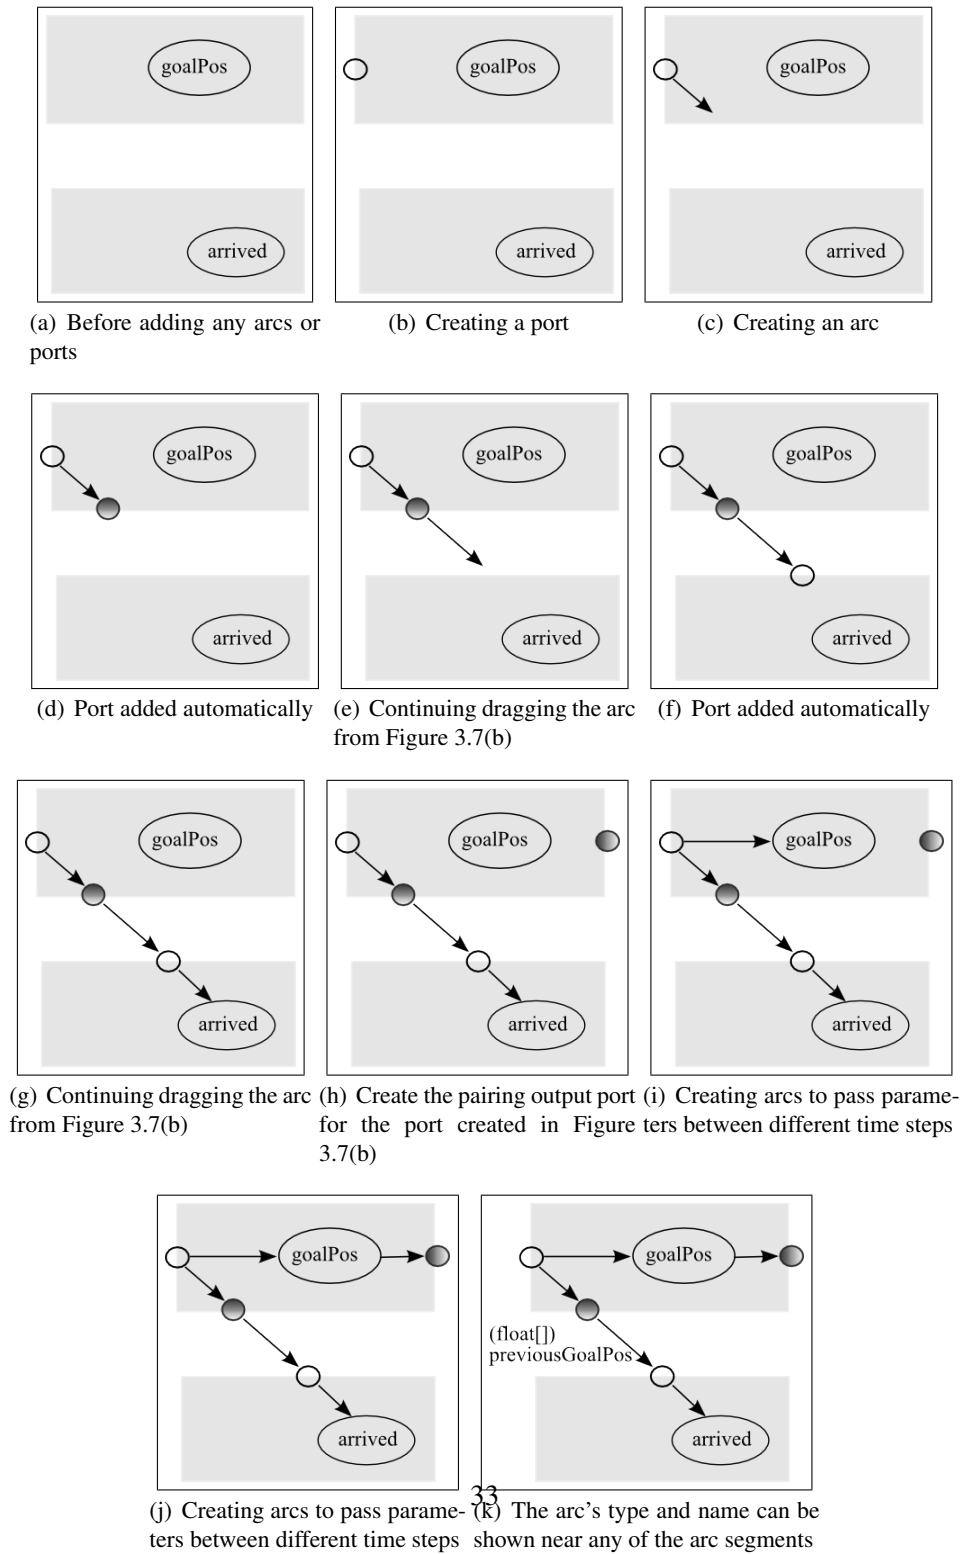 goalPos
goalPos
goalPos
arrived
arrived
arrived
(a) Before adding any arcs or
ports
(b) Creating a port
(c) Creating an arc
goalPos
goalPos
goalPos
arrived
arrived
arrived
(d) Port added automatically
(e) Continuing dragging the arc
from Figure 3.7(b)
(f) Port added automatically
goalPos
goalPos
goalPos
arrived
arrived
arrived
(g) Continuing dragging the arc
from Figure 3.7(b)
(h) Create the pairing output port
for the port created in Figure
3.7(b)
(i) Creating arcs to pass parame-
ters between different time steps
goalPos
goalPos
(float[])
previousGoalPos
arrived
arrived
33
(j) Creating arcs to pass parame-
ters between different time steps
(k) The arc's type and name can be
shown near any of the arc segments